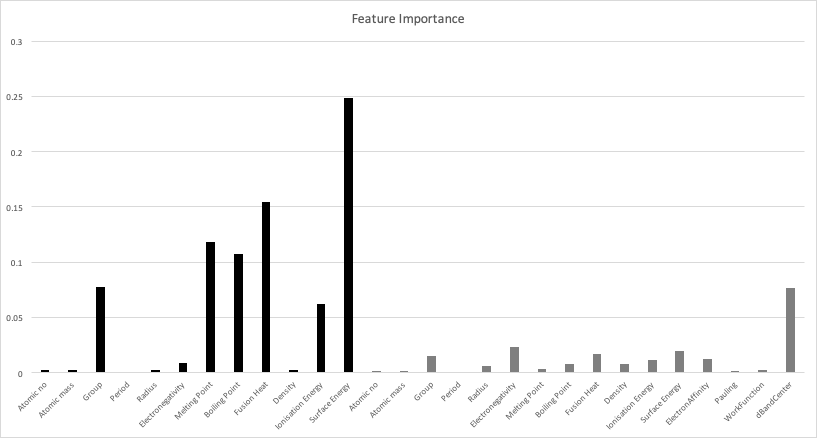 Feature Importance
0.3
0.25
0.2
0.15
0.1
0.05
0
Atomic no
Atomic mass
Group
Period
Radius
Electronegativity
Melting Point
Boiling Point
Fusion Heat
Density
Ionisation Energy
Surface Energy
Atomic no
Atomic mass
Group
Period
Radius
Electronegativity
Melting Point
Boiling Point
Fusion Heat
Density
Ionisation Energy
Surface Energy
ElectronAffinity
Pauling
WorkFunction
dBandCenter